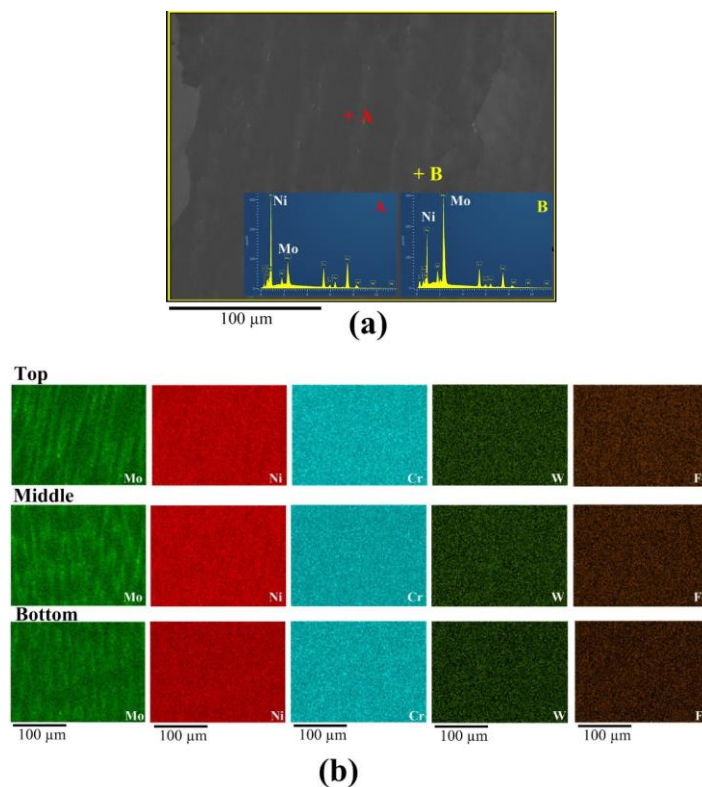 + A
+ B
Ni
Mo
A
Ni
Mo
B
100 µm
(a)
Top
Mo Ni Cr W F
Middle
Mo Ni Cr W F
Bottom
Mo Ni Cr W F
100 µm 100 µm 100 µm 100 µm 100 µm
(b)